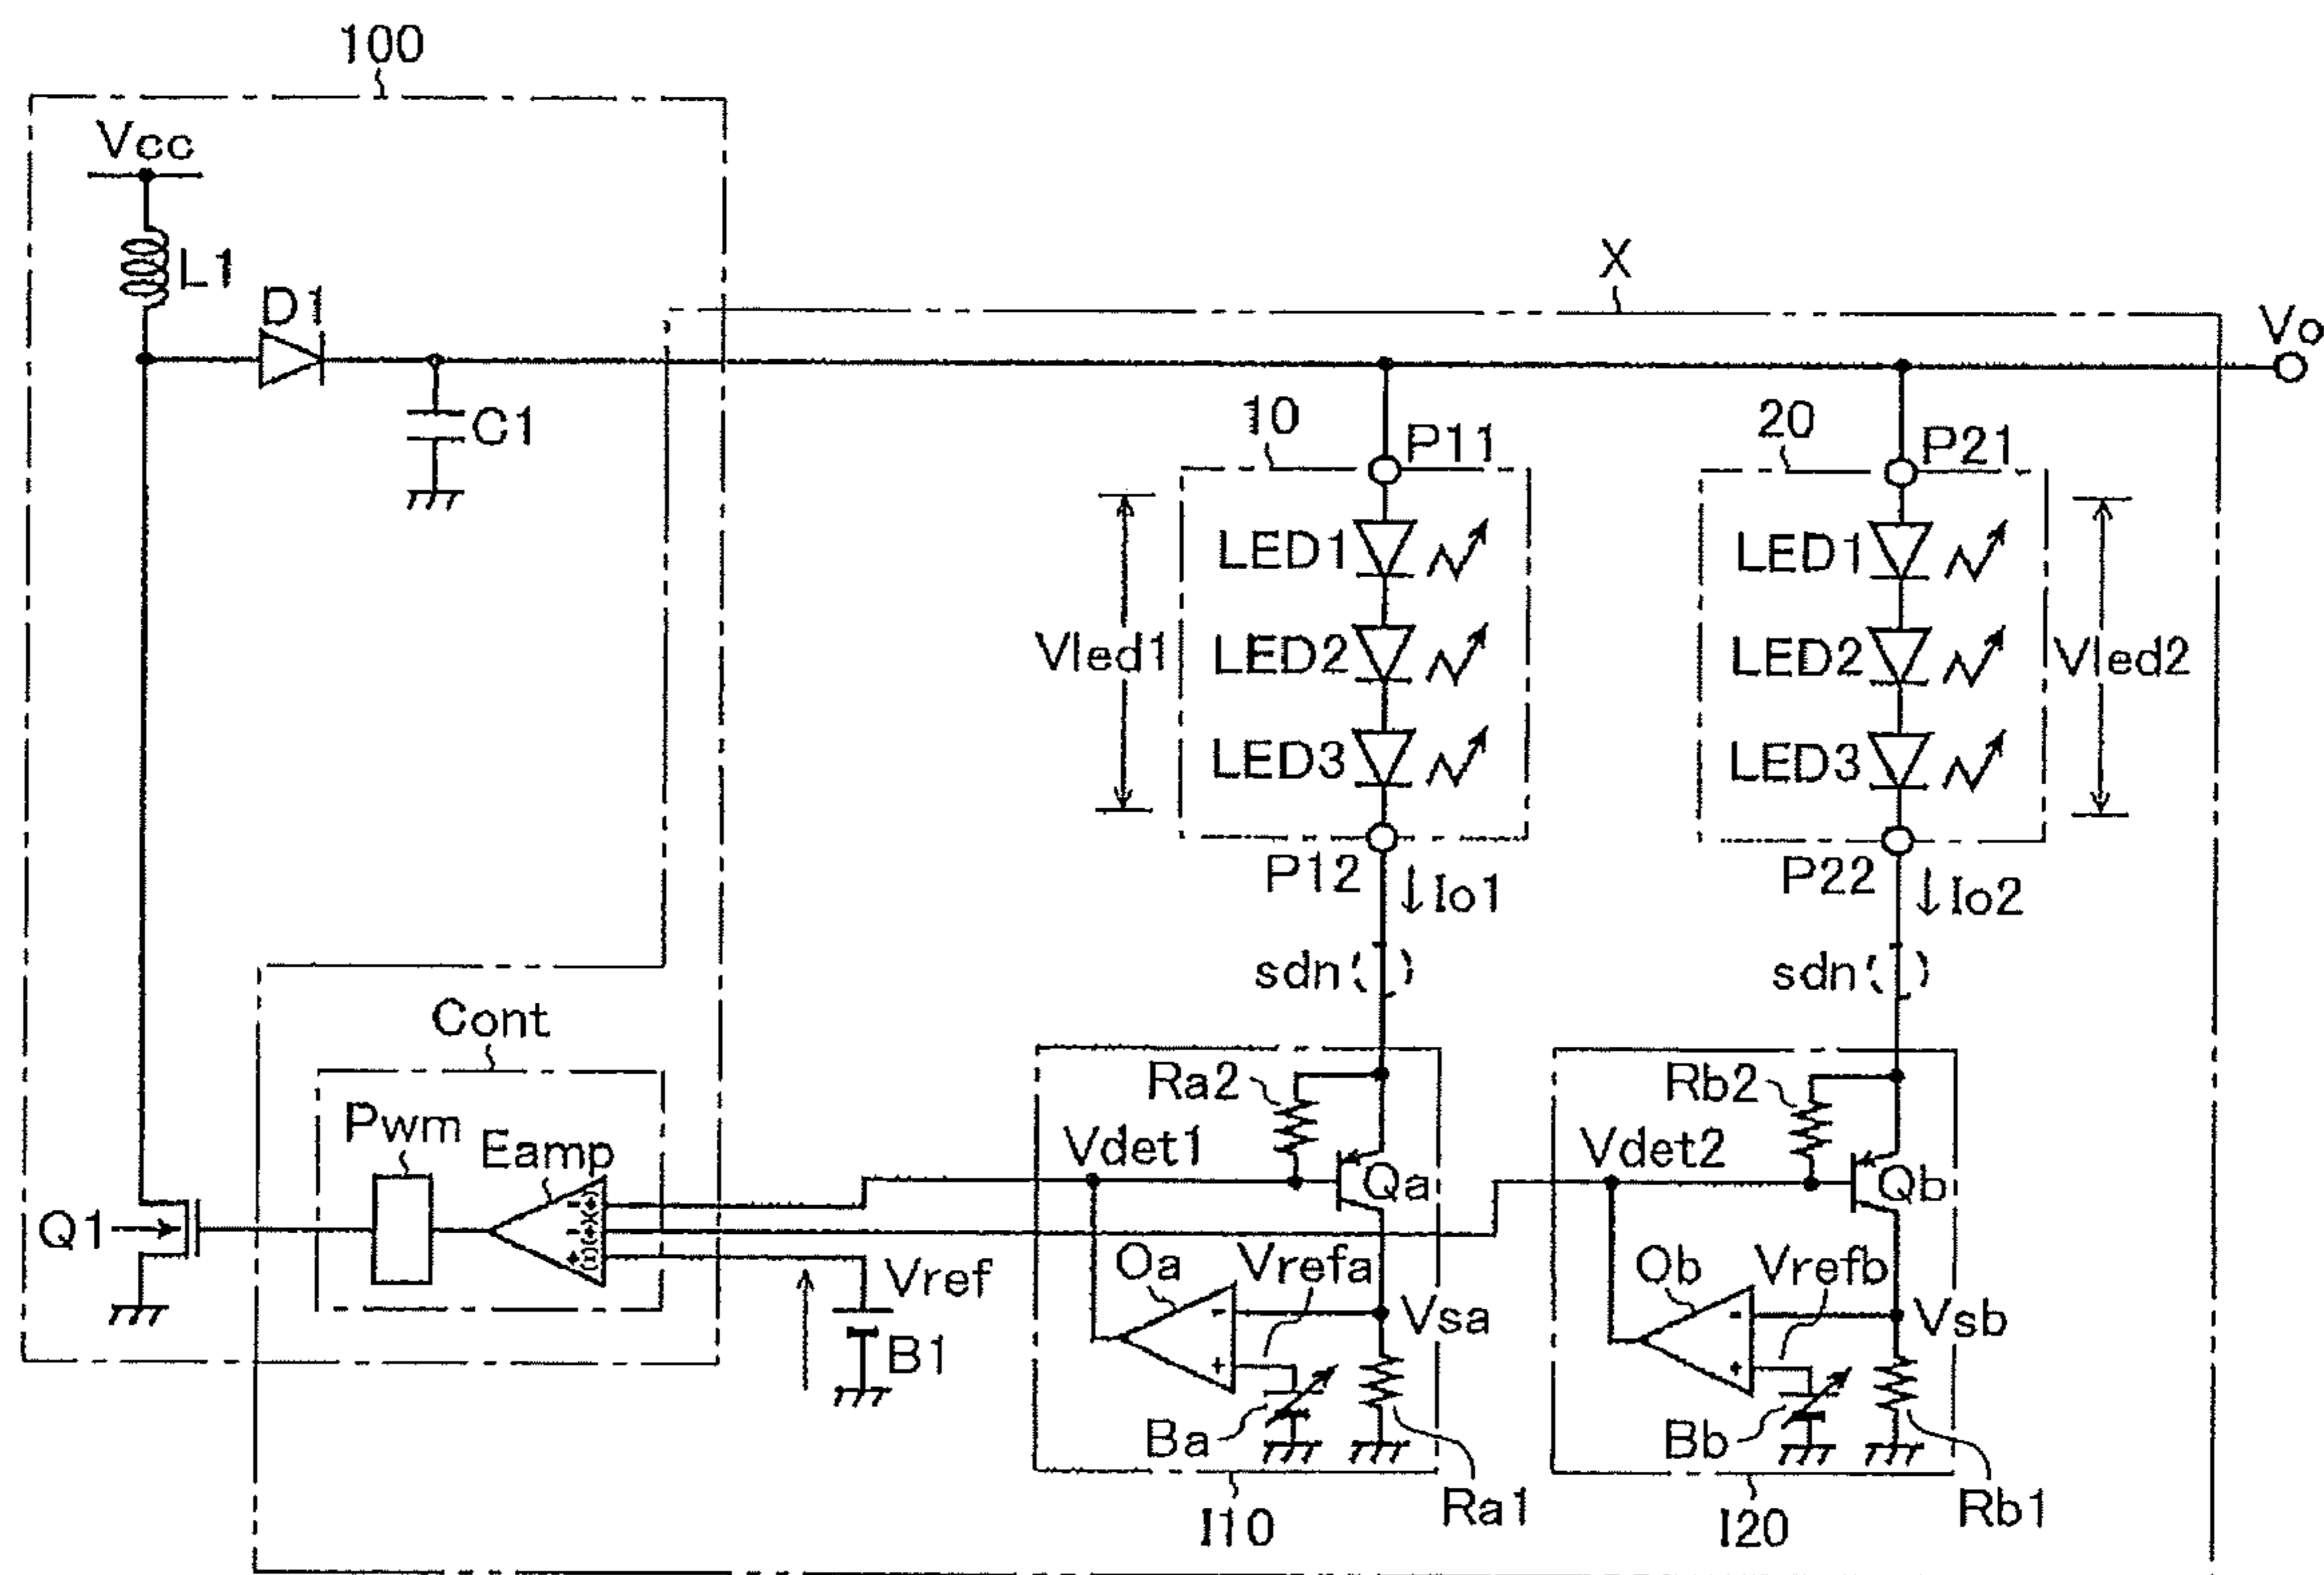 100
Vcc
L1
D1
C1
X
Vo
10
P11
20
P21
LED1
LED1
Vled1
LED2
LED2
Vled2
LED3
LED3
P12
Io1
P22
Io2
sdn
sdn
Cont
Pwm
Eamp
Ra2
Rb2
Vdet1
Vdet2
Qa
Qb
Q1
Vref
B1
Oa
Vrefa
Ob
Vrefb
-
Vsa
-
Vsb
+
+
Ba
Bb
Ra1
Rb1
I10
I20